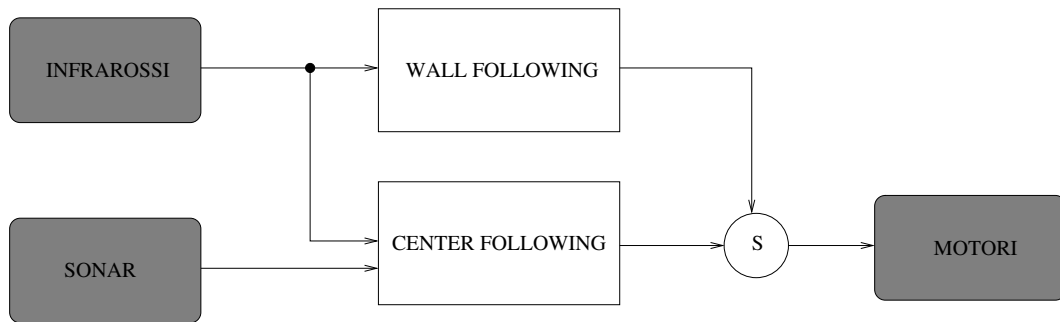 INFRAROSSI
WALL FOLLOWING
CENTER FOLLOWING
S
SONAR
MOTORI